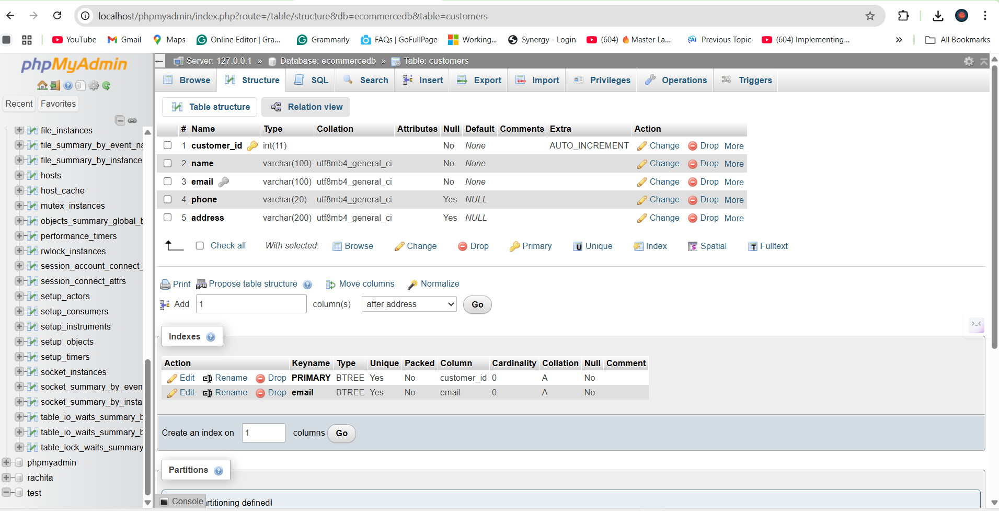 localhost/phpmyadmin/index.php?route=/table/structure&db=ecommercedb&table=customers
YouTube Gmail Maps Online Editor | Gra... Grammarly FAQs | GoFullPage Working... Synergy - Login (604) 🔥 Master La... Previous Topic (604) Implementing... » All Bookmarks
phpMyAdmin
Recent Favorites
file_instances
file_summary_by_event_na
file_summary_by_instance
hosts
host_cache
mutex_instances
objects_summary_global_b
performance_timers
rwlock_instances
session_account_connect_
session_connect_attrs
setup_actors
setup_consumers
setup_instruments
setup_objects
setup_timers
socket_instances
socket_summary_by_even
socket_summary_by_insta
table_io_waits_summary_b
table_io_waits_summary_b
table_lock_waits_summary
phpmyadmin
rachita
test
Server: 127.0.0.1 » Database: ecommercedb » Table: customers
Browse Structure SQL Search Insert Export Import Privileges Operations Triggers
Table structure Relation view
# Name Type Collation Attributes Null Default Comments Extra Action
1 customer_id int(11) No None AUTO_INCREMENT Change Drop More
2 name varchar(100) utf8mb4_general_ci No None Change Drop More
3 email varchar(100) utf8mb4_general_ci No None Change Drop More
4 phone varchar(20) utf8mb4_general_ci Yes NULL Change Drop More
5 address varchar(200) utf8mb4_general_ci Yes NULL Change Drop More
Check all With selected: Browse Change Drop Primary Unique Index Spatial Fulltext
Print Propose table structure Move columns Normalize
Add 1 column(s) after address Go
Indexes
Action Keyname Type Unique Packed Column Cardinality Collation Null Comment
Edit Rename Drop PRIMARY BTREE Yes No customer_id 0 A No
Edit Rename Drop email BTREE Yes No email 0 A No
Create an index on 1 columns Go
Partitions
Console rtitioning defined!